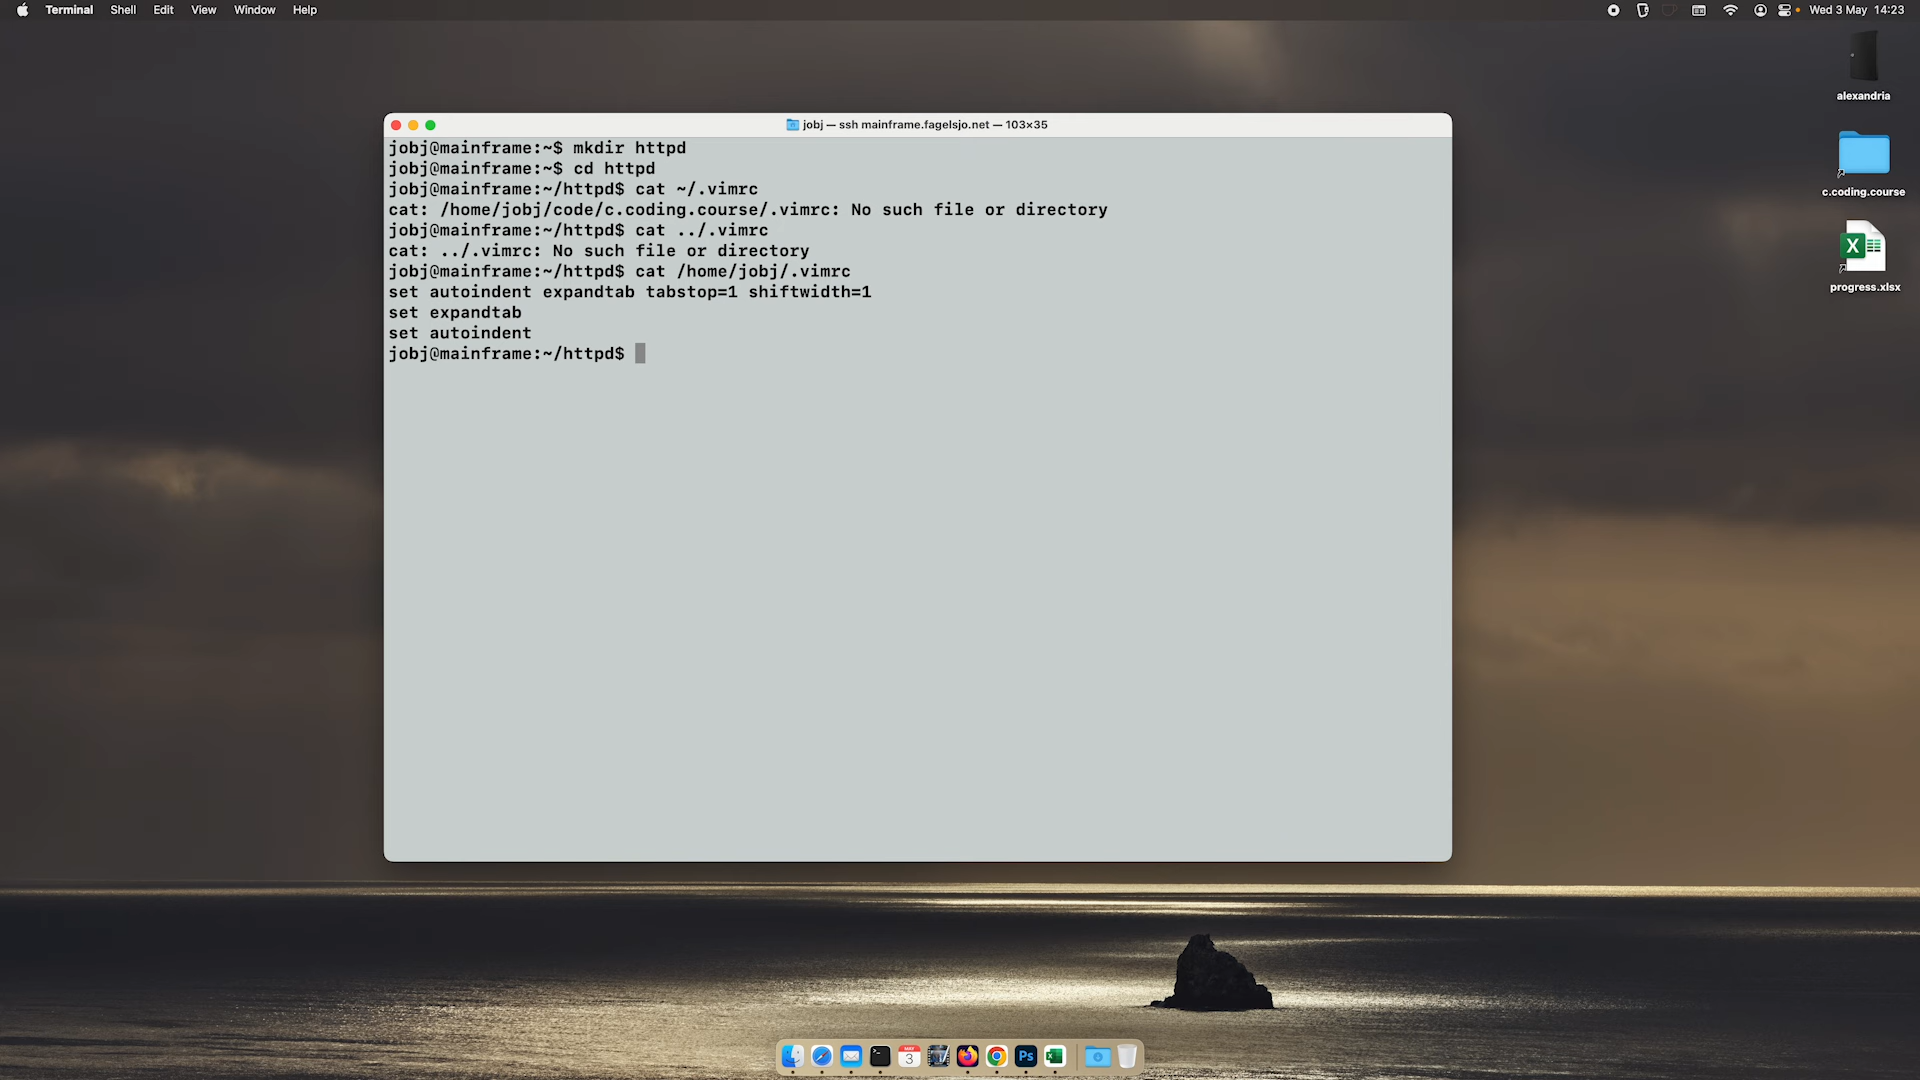 Terminal Shell Edit View Window Help Wed 3 May 14:23
alexandria
c.coding.course
X
progress.xlsx
jobj — ssh mainframe.fagelsjo.net — 103×35
jobj@mainframe:~$ mkdir httpd
jobj@mainframe:~$ cd httpd
jobj@mainframe:~/httpd$ cat ~/.vimrc
cat: /home/jobj/code/c.coding.course/.vimrc: No such file or directory
jobj@mainframe:~/httpd$ cat ../.vimrc
cat: ../.vimrc: No such file or directory
jobj@mainframe:~/httpd$ cat /home/jobj/.vimrc
set autoindent expandtab tabstop=1 shiftwidth=1
set expandtab
set autoindent
jobj@mainframe:~/httpd$
MAY
3
Ps
X